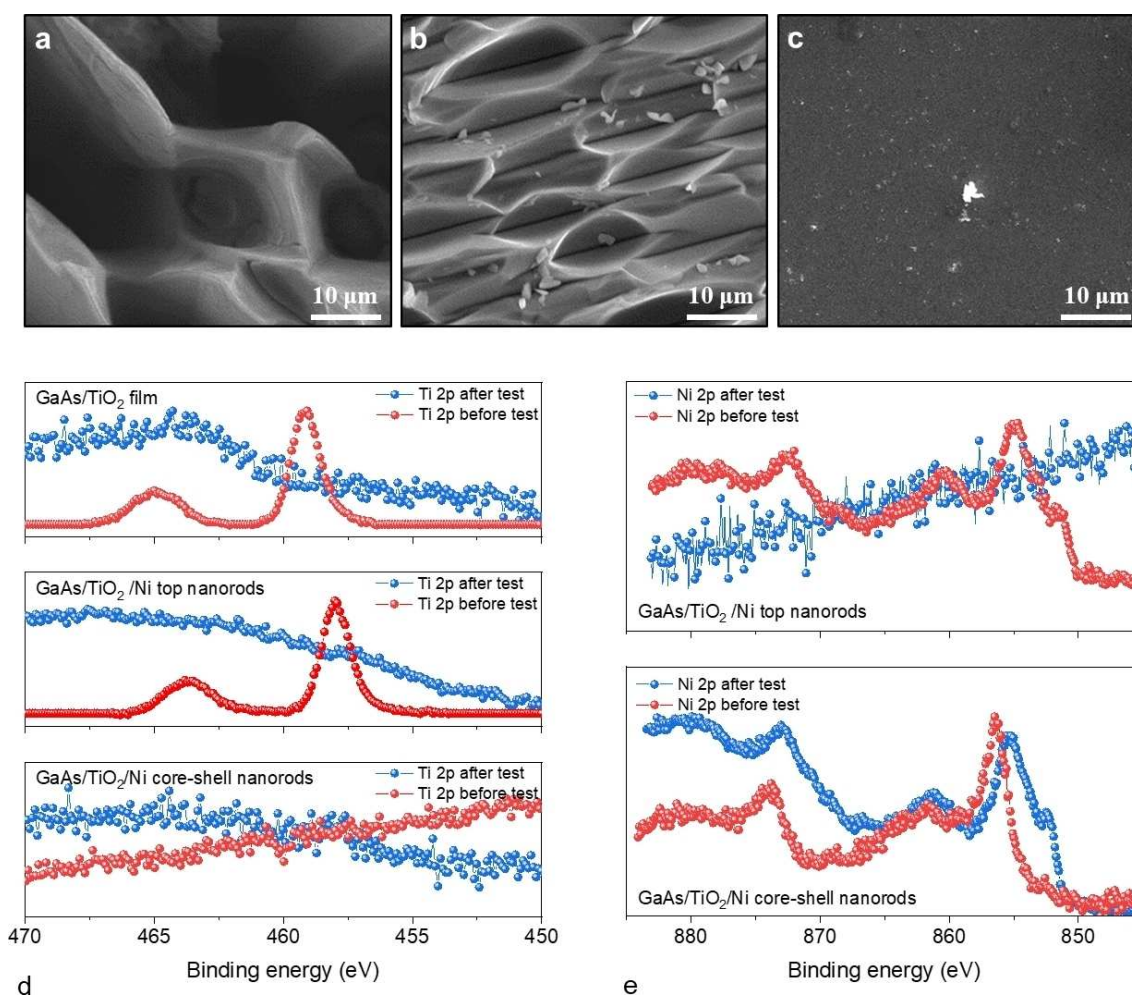 a
b
c
10 μm
10 μm
10 μm
GaAs/TiO2 film
Ti 2p after test
Ti 2p before test
GaAs/TiO2 /Ni top nanorods
Ti 2p after test
Ti 2p before test
GaAs/TiO2/Ni core-shell nanorods
Ti 2p after test
Ti 2p before test
470 465 460 455 450
Binding energy (eV)
d
Ni 2p after test
Ni 2p before test
GaAs/TiO2 /Ni top nanorods
Ni 2p after test
Ni 2p before test
GaAs/TiO2/Ni core-shell nanorods
880 870 860 850
Binding energy (eV)
e